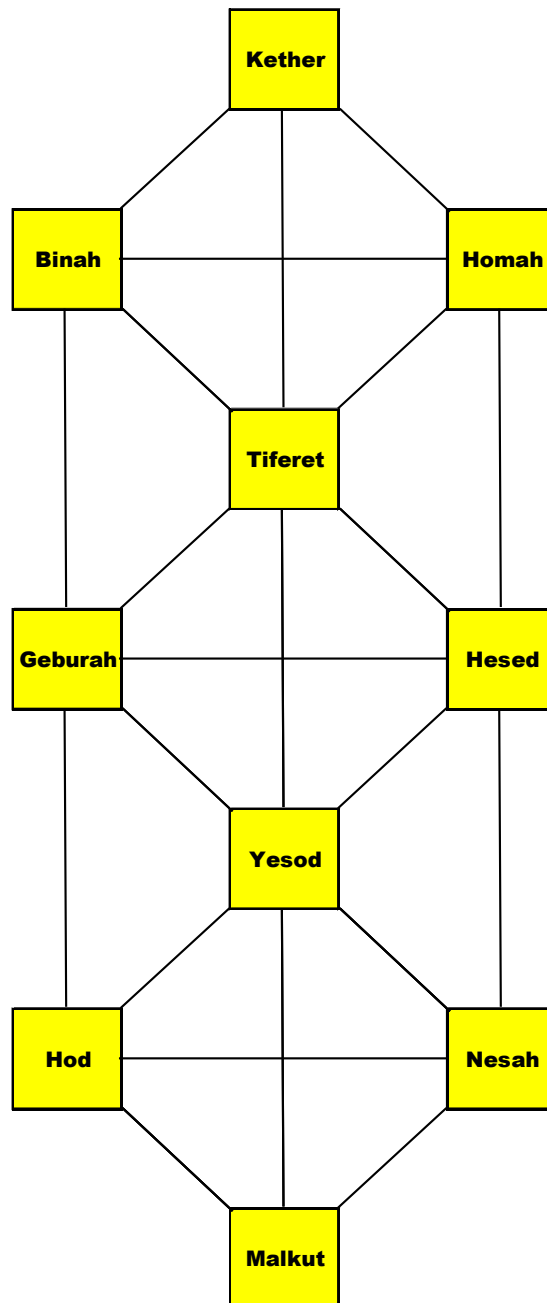 Kether
Binah
Homah
Tiferet
Geburah
Hesed
Yesod
Hod
Nesah
Malkut